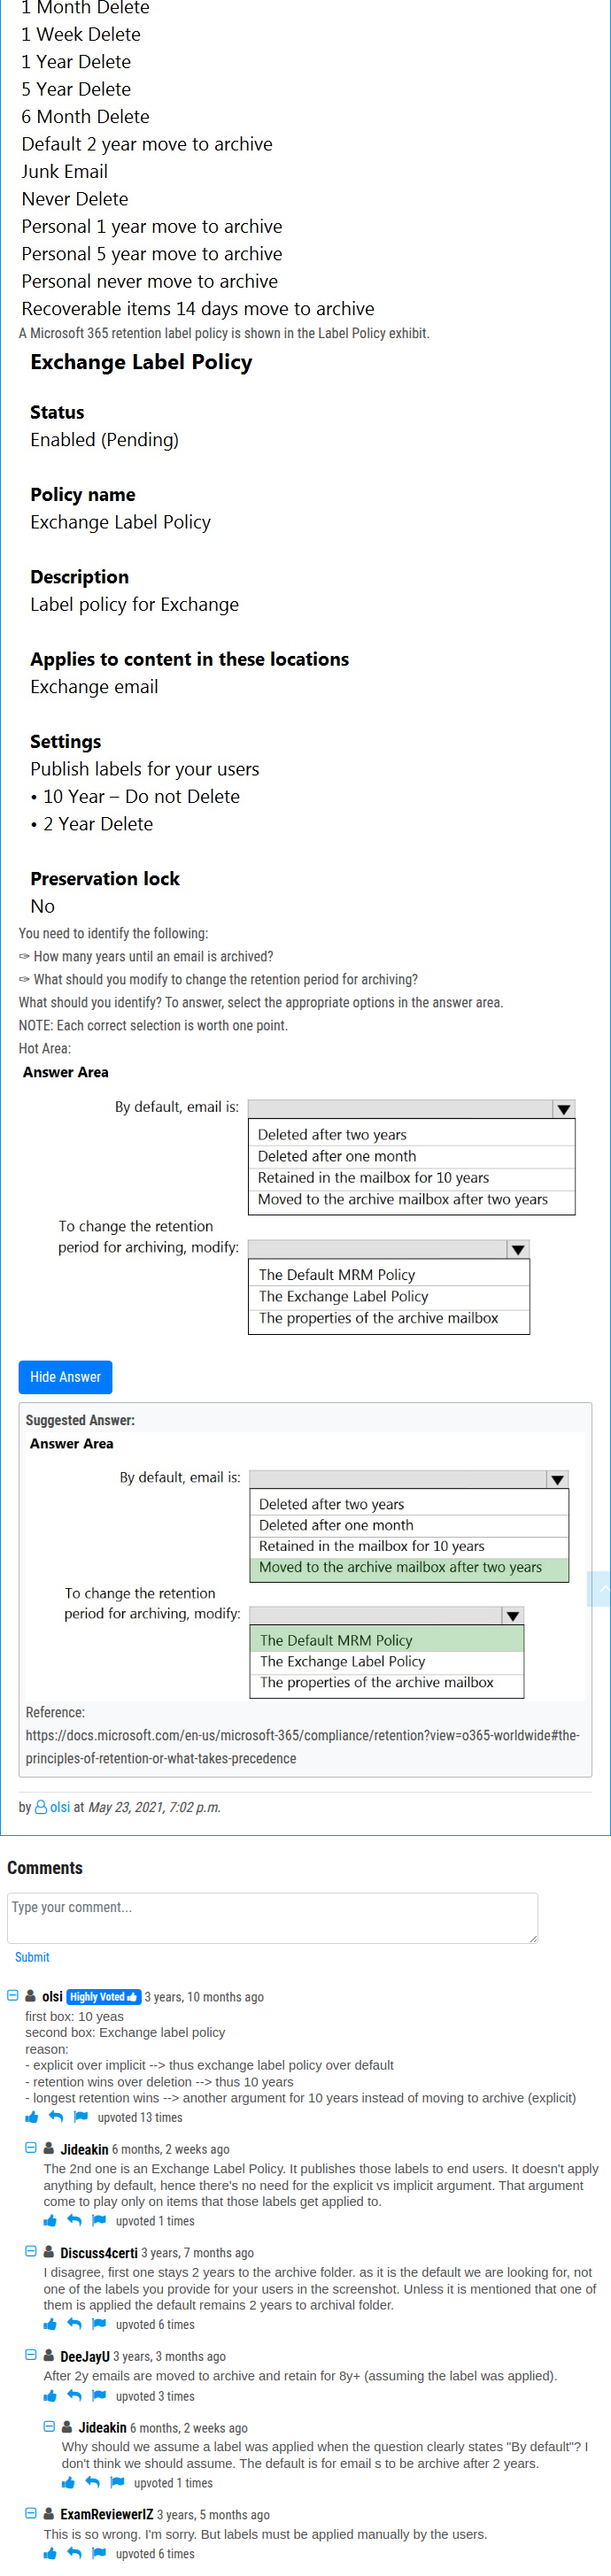 1 Month Delete
1 Week Delete
1 Year Delete
5 Year Delete
6 Month Delete
Default 2 year move to archive
Junk Email
Never Delete
Personal 1 year move to archive
Personal 5 year move to archive
Personal never move to archive
Recoverable items 14 days move to archive
A Microsoft 365 retention label policy is shown in the Label Policy exhibit.
Exchange Label Policy
Status
Enabled (Pending)
Policy name
Exchange Label Policy
Description
Label policy for Exchange
Applies to content in these locations
Exchange email
Settings
Publish labels for your users
• 10 Year – Do not Delete
• 2 Year Delete
Preservation lock
No
You need to identify the following:
✑ How many years until an email is archived?
✑ What should you modify to change the retention period for archiving?
What should you identify? To answer, select the appropriate options in the answer area.
NOTE: Each correct selection is worth one point.
Hot Area:
Answer Area
By default, email is:
Deleted after two years
Deleted after one month
Retained in the mailbox for 10 years
Moved to the archive mailbox after two years
To change the retention
period for archiving, modify:
The Default MRM Policy
The Exchange Label Policy
The properties of the archive mailbox
Hide Answer
Suggested Answer:
Answer Area
By default, email is:
Deleted after two years
Deleted after one month
Retained in the mailbox for 10 years
Moved to the archive mailbox after two years
To change the retention
period for archiving, modify:
The Default MRM Policy
The Exchange Label Policy
The properties of the archive mailbox
Reference:
https://docs.microsoft.com/en-us/microsoft-365/compliance/retention?view=o365-worldwide#the-
principles-of-retention-or-what-takes-precedence
by olsi at May 23, 2021, 7:02 p.m.
Comments
Type your comment...
Submit
olsi Highly Voted 3 years, 10 months ago
first box: 10 yeas
second box: Exchange label policy
reason:
- explicit over implicit --> thus exchange label policy over default
- retention wins over deletion --> thus 10 years
- longest retention wins --> another argument for 10 years instead of moving to archive (explicit)
upvoted 13 times
Jideakin 6 months, 2 weeks ago
The 2nd one is an Exchange Label Policy. It publishes those labels to end users. It doesn't apply
anything by default, hence there's no need for the explicit vs implicit argument. That argument
come to play only on items that those labels get applied to.
upvoted 1 times
Discuss4certi 3 years, 7 months ago
I disagree, first one stays 2 years to the archive folder. as it is the default we are looking for, not
one of the labels you provide for your users in the screenshot. Unless it is mentioned that one of
them is applied the default remains 2 years to archival folder.
upvoted 6 times
DeeJayU 3 years, 3 months ago
After 2y emails are moved to archive and retain for 8y+ (assuming the label was applied).
upvoted 3 times
Jideakin 6 months, 2 weeks ago
Why should we assume a label was applied when the question clearly states "By default"? I
don't think we should assume. The default is for email s to be archive after 2 years.
upvoted 1 times
ExamReviewerIZ 3 years, 5 months ago
This is so wrong. I'm sorry. But labels must be applied manually by the users.
upvoted 6 times